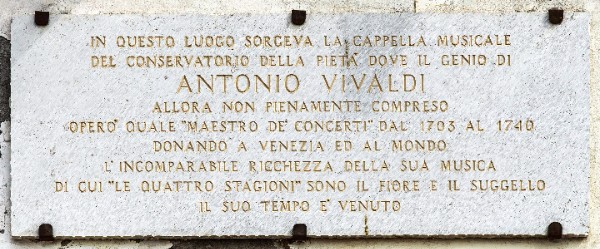 IN QUESTO LUOGO SORGEVA LA CAPPELLA MUSICALE
DEL CONSERVATORIO DELLA PIETÀ DOVE IL GENIO DI
ANTONIO VIVALDI
ALLORA NON PIENAMENTE COMPRESO
OPERÒ QUALE "MAESTRO DE' CONCERTI" DAL 1703 AL 1740
DONANDO A VENEZIA ED AL MONDO
L'INCOMPARABILE RICCHEZZA DELLA SUA MUSICA
DI CUI "LE QUATTRO STAGIONI" SONO IL FIORE E IL SUGGELLO
IL SUO TEMPO E' VENUTO